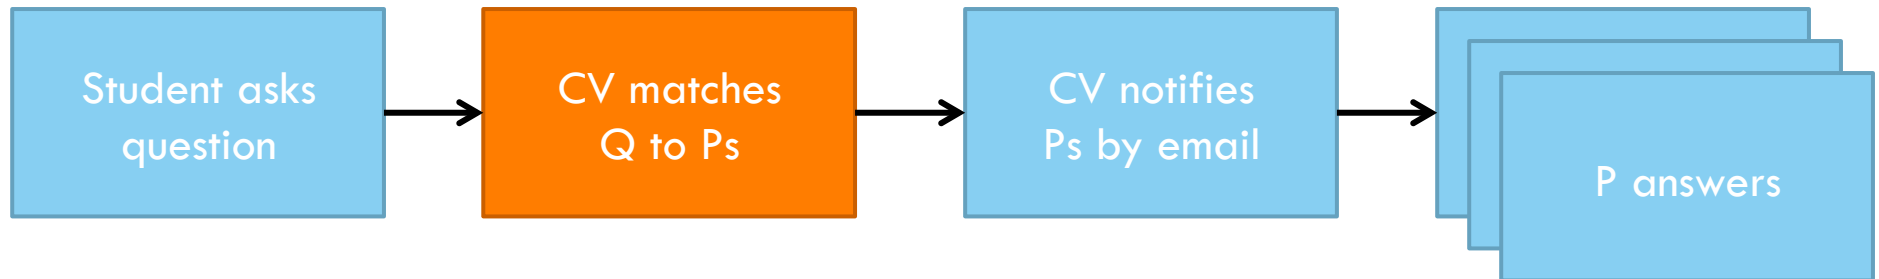 Student asks
question
CV matches
Q to Ps
CV notifies
Ps by email
P answers